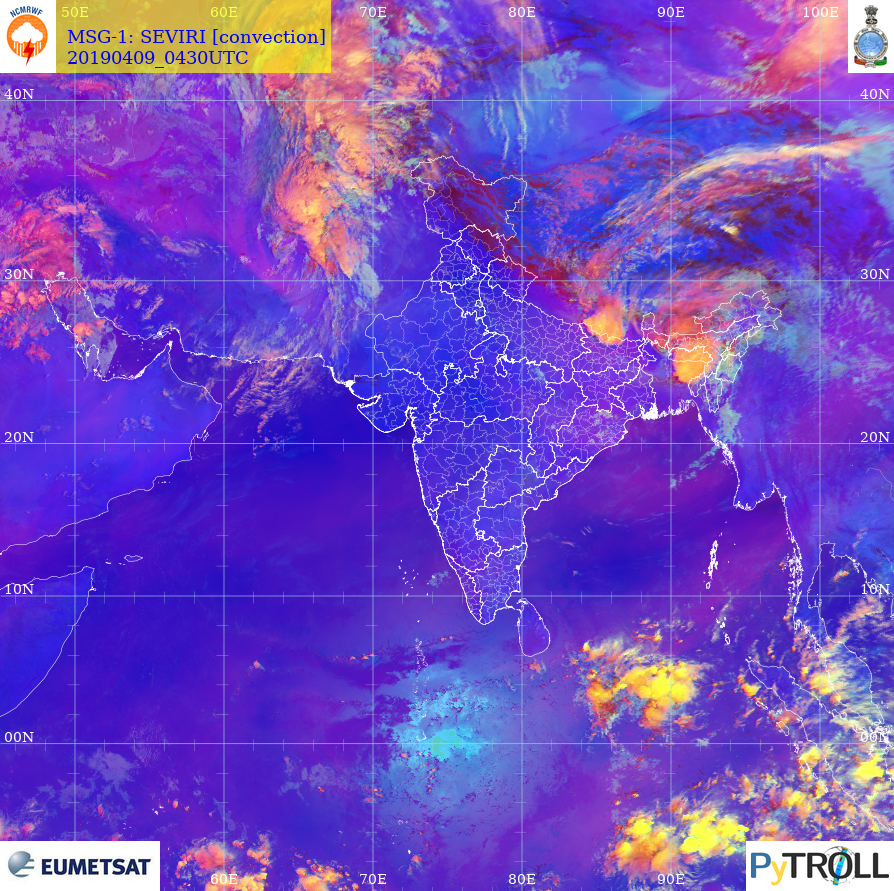 NCMRWF
50E 60E 70E 80E 90E 100E
MSG-1: SEVIRI [convection]
20190409_0430UTC
40N 40N
30N 30N
20N 20N
10N 10N
00N 00N
EUMETSAT
PyTROLL
60E 70E 80E 90E